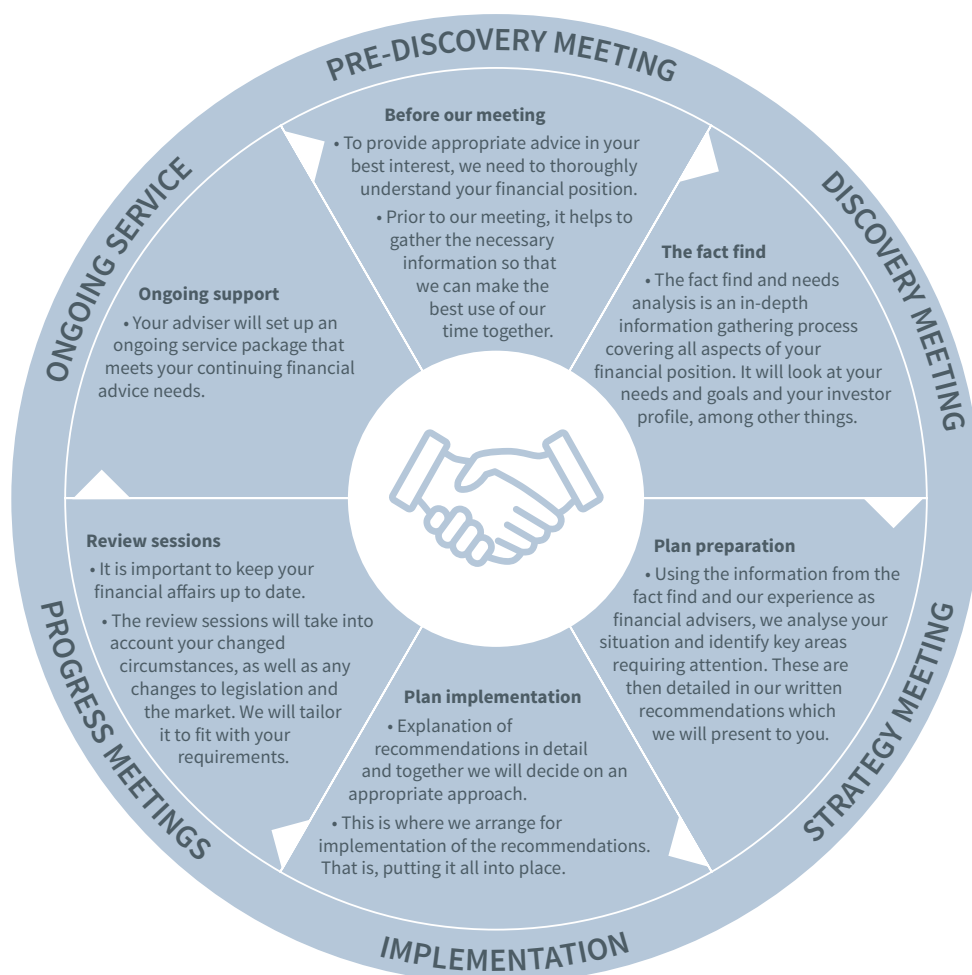 PRE-DISCOVERY MEETING
Before our meeting
• To provide appropriate advice in your
best interest, we need to thoroughly
understand your financial position.
• Prior to our meeting, it helps to
gather the necessary
information so that
we can make the
best use of our
time together.
DISCOVERY MEETING
The fact find
• The fact find and needs
analysis is an in-depth
information gathering process
covering all aspects of your
financial position. It will look at your
needs and goals and your investor
profile, among other things.
STRATEGY MEETING
Plan preparation
• Using the information from the
fact find and our experience as
financial advisers, we analyse your
situation and identify key areas
requiring attention. These are
then detailed in our written
recommendations which
we will present to you.
IMPLEMENTATION
Plan implementation
• Explanation of
recommendations in detail
and together we will decide on an
appropriate approach.
• This is where we arrange for
implementation of the recommendations.
That is, putting it all into place.
PROGRESS MEETINGS
Review sessions
• It is important to keep your
financial affairs up to date.
• The review sessions will take into
account your changed
circumstances, as well as any
changes to legislation and
the market. We will tailor
it to fit with your
requirements.
ONGOING SERVICE
Ongoing support
• Your adviser will set up an
ongoing service package that
meets your continuing financial
advice needs.